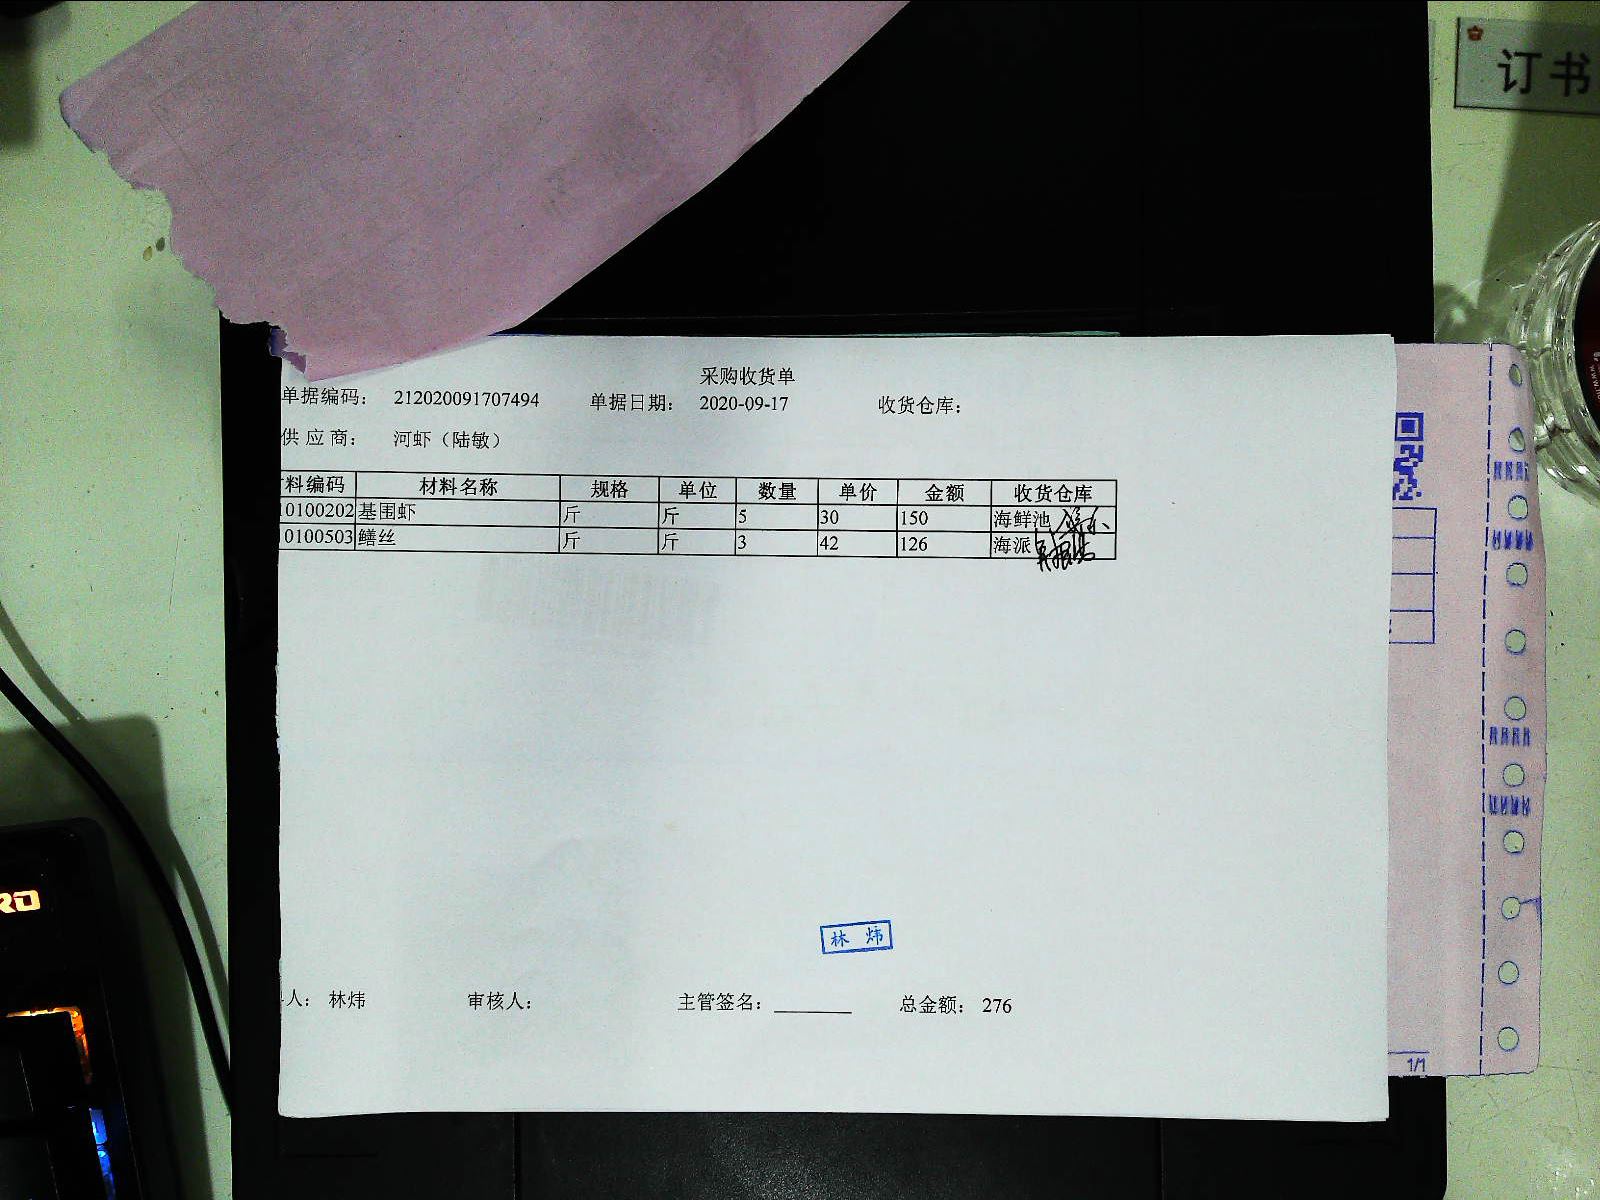 订书
采购收货单
单据编码： 212020091707494 单据日期： 2020-09-17 收货仓库：
供 应 商： 河虾（陆敏）
料编码 材料名称 规格 单位 数量 单价 金额 收货仓库
10100202 基围虾 斤 斤 5 30 150 海鲜池
0100503 鳝丝 斤 斤 3 42 126 海派
林 炜
人： 林炜 审核人： 主管签名： 总金额： 276
1/1
RO